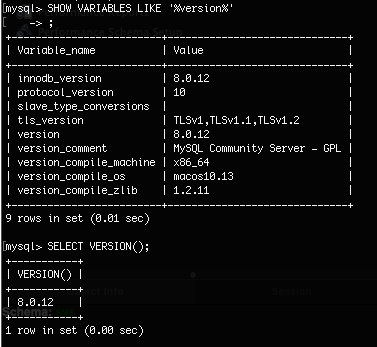 [mysql> SHOW VARIABLES LIKE '%version%'
[    -> ;
+-------------------------+------------------------------+
| Variable_name           | Value                        |
+-------------------------+------------------------------+
| innodb_version          | 8.0.12                       |
| protocol_version        | 10                           |
| slave_type_conversions  |                              |
| tls_version             | TLSv1,TLSv1.1,TLSv1.2        |
| version                 | 8.0.12                       |
| version_comment         | MySQL Community Server - GPL |
| version_compile_machine | x86_64                       |
| version_compile_os      | macos10.13                   |
| version_compile_zlib    | 1.2.11                       |
+-------------------------+------------------------------+
9 rows in set (0.01 sec)
[mysql> SELECT VERSION();
+-----------+
| VERSION() |
+-----------+
| 8.0.12    |
+-----------+
Schema:
1 row in set (0.00 sec)